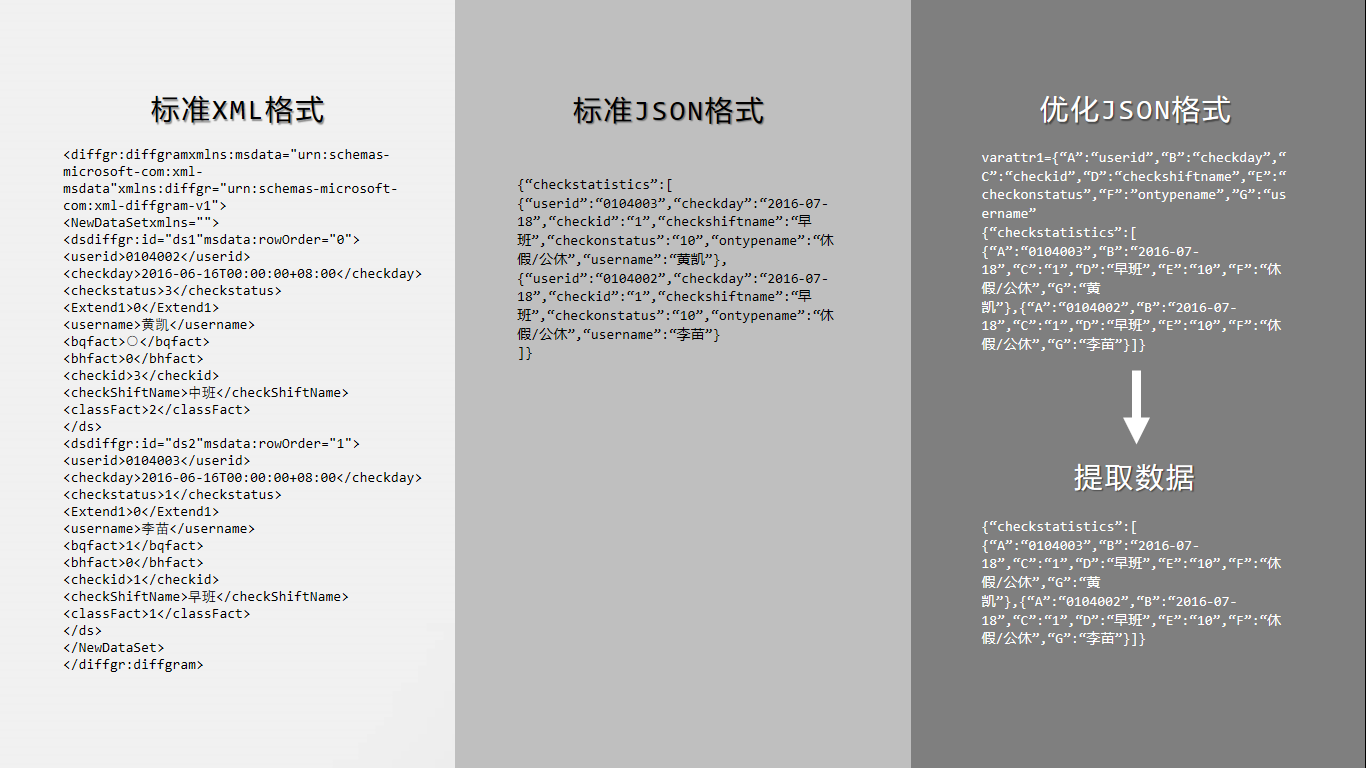 标准XML格式
<diffgr:diffgramxmlns:msdata="urn:schemas-
microsoft-com:xml-
msdata"xmlns:diffgr="urn:schemas-microsoft-
com:xml-diffgram-v1">
<NewDataSetxmlns="">
<dsdiffgr:id="ds1"msdata:rowOrder="0">
<userid>0104002</userid>
<checkday>2016-06-16T00:00:00+08:00</checkday>
<checkstatus>3</checkstatus>
<Extend1>0</Extend1>
<username>黄凯</username>
<bqfact>○</bqfact>
<bhfact>0</bhfact>
<checkid>3</checkid>
<checkShiftName>中班</checkShiftName>
<classFact>2</classFact>
</ds>
<dsdiffgr:id="ds2"msdata:rowOrder="1">
<userid>0104003</userid>
<checkday>2016-06-16T00:00:00+08:00</checkday>
<checkstatus>1</checkstatus>
<Extend1>0</Extend1>
<username>李苗</username>
<bqfact>1</bqfact>
<bhfact>0</bhfact>
<checkid>1</checkid>
<checkShiftName>早班</checkShiftName>
<classFact>1</classFact>
</ds>
</NewDataSet>
</diffgr:diffgram>
标准JSON格式
{“checkstatistics”:[
{“userid”:“0104003”,“checkday”:“2016-07-
18”,“checkid”:“1”,“checkshiftname”:“早
班”,“checkonstatus”:“10”,“ontypename”:“休
假/公休”,“username”:“黄凯”},
{“userid”:“0104002”,“checkday”:“2016-07-
18”,“checkid”:“1”,“checkshiftname”:“早
班”,“checkonstatus”:“10”,“ontypename”:“休
假/公休”,“username”:“李苗”}
]}
优化JSON格式
varattr1={“A”:“userid”,“B”:“checkday”,“
C”:“checkid”,“D”:“checkshiftname”,“E”:“
checkonstatus”,“F”:”ontypename”,”G”:“us
ername”
{“checkstatistics”:[
{“A”:“0104003”,“B”:“2016-07-
18”,“C”:“1”,“D”:“早班”,“E”:“10”,“F”:“休
假/公休”,“G”:“黄
凯”},{“A”:“0104002”,“B”:“2016-07-
18”,“C”:“1”,“D”:“早班”,“E”:“10”,“F”:“休
假/公休”,“G”:“李苗”}]}
提取数据
{“checkstatistics”:[
{“A”:“0104003”,“B”:“2016-07-
18”,“C”:“1”,“D”:“早班”,“E”:“10”,“F”:“休
假/公休”,“G”:“黄
凯”},{“A”:“0104002”,“B”:“2016-07-
18”,“C”:“1”,“D”:“早班”,“E”:“10”,“F”:“休
假/公休”,“G”:“李苗”}]}